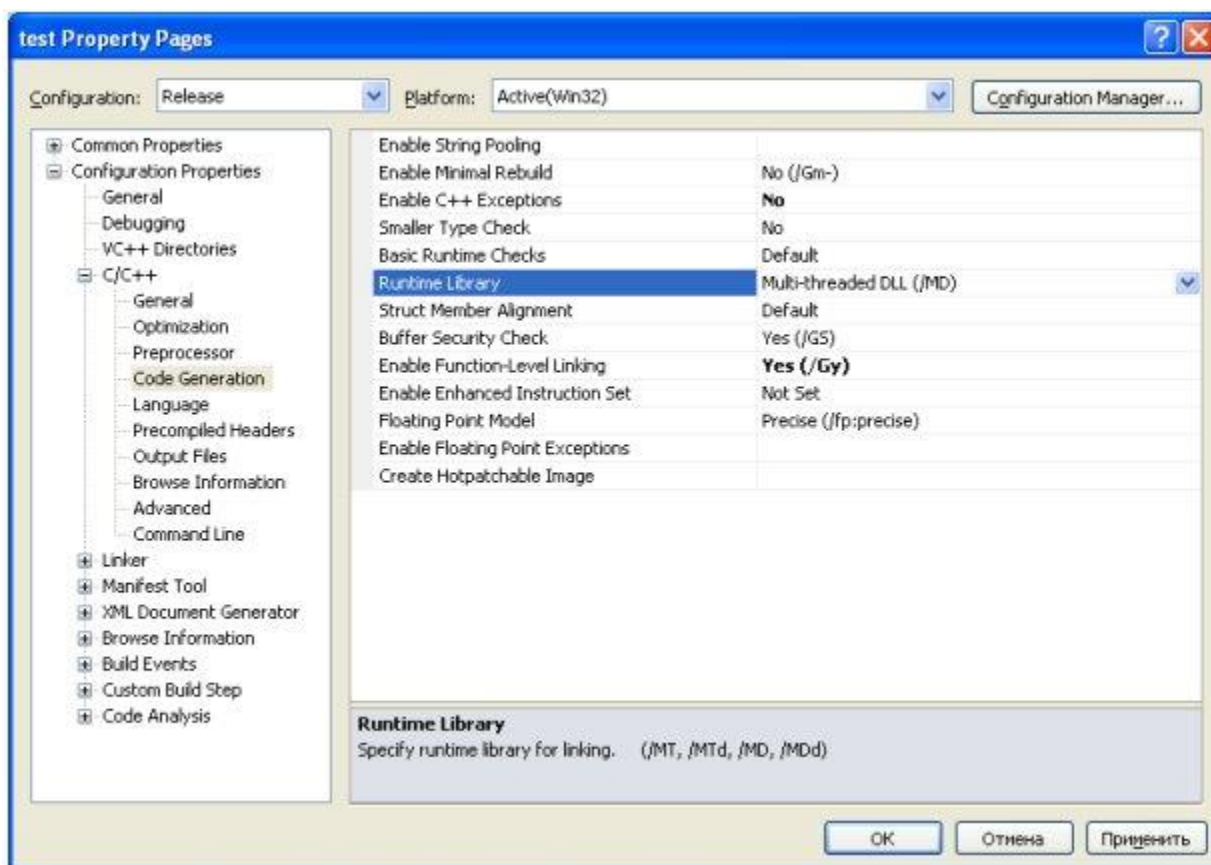 test Property Pages
Configuration: Release Platform: Active(Win32) Configuration Manager...
Common Properties
Configuration Properties
General
Debugging
VC++ Directories
C/C++
General
Optimization
Preprocessor
Code Generation
Language
Precompiled Headers
Output Files
Browse Information
Advanced
Command Line
Linker
Manifest Tool
XML Document Generator
Browse Information
Build Events
Custom Build Step
Code Analysis
Enable String Pooling
Enable Minimal Rebuild No (/Gm-)
Enable C++ Exceptions No
Smaller Type Check No
Basic Runtime Checks Default
Runtime Library Multi-threaded DLL (/MD)
Struct Member Alignment Default
Buffer Security Check Yes (/GS)
Enable Function-Level Linking Yes (/Gy)
Enable Enhanced Instruction Set Not Set
Floating Point Model Precise (/fp:precise)
Enable Floating Point Exceptions
Create Hotpatchable Image
Runtime Library
Specify runtime library for linking. (/MT, /MTd, /MD, /MDd)
OK Отмена Применить